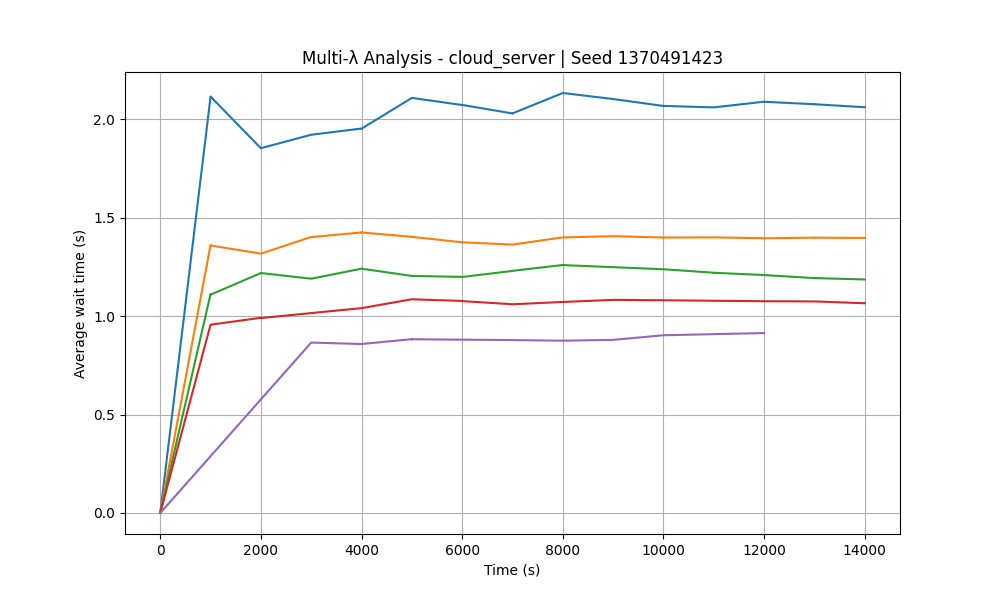 Multi-λ Analysis - cloud_server | Seed 1370491423
Average wait time (s)
2.0
1.5
1.0
0.5
0.0
0 2000 4000 6000 8000 10000 12000 14000
Time (s)